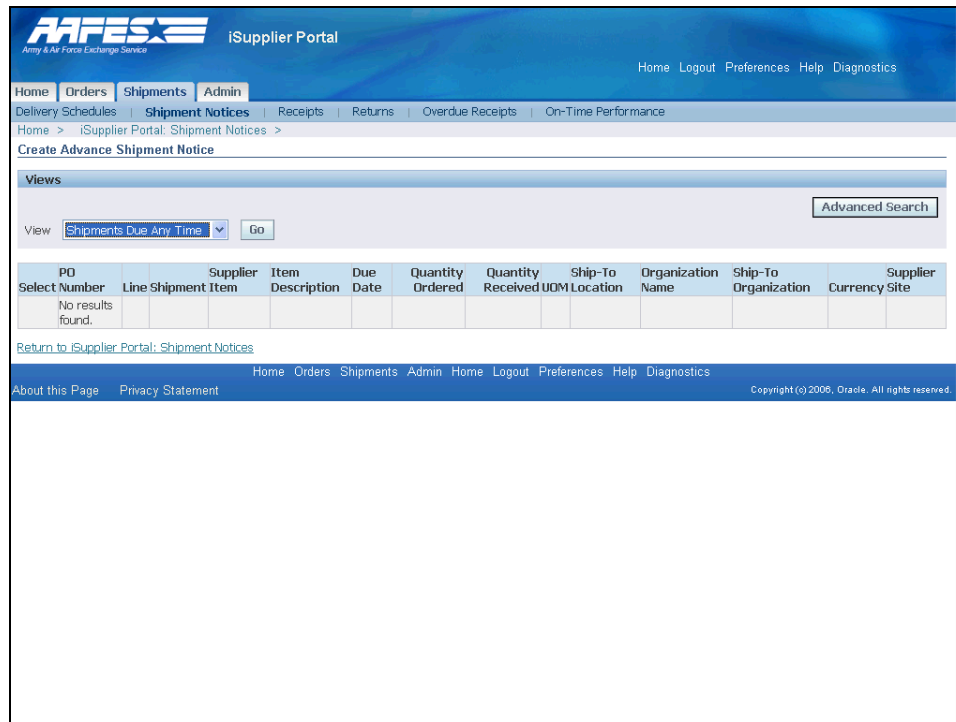 AAFES
Army & Air Force Exchange Service
iSupplier Portal
Home Logout Preferences Help Diagnostics
Home Orders Shipments Admin
Delivery Schedules | Shipment Notices | Receipts | Returns | Overdue Receipts | On-Time Performance
Home > iSupplier Portal: Shipment Notices >
Create Advance Shipment Notice
Views
Advanced Search
View Shipments Due Any Time Go
Select PO Number Line Shipment Supplier Item Item Description Due Date Quantity Ordered Quantity Received UOM Ship-To Location Organization Name Ship-To Organization Currency Supplier Site
No results found.
Return to iSupplier Portal: Shipment Notices
Home Orders Shipments Admin Home Logout Preferences Help Diagnostics
About this Page Privacy Statement
Copyright (c) 2006, Oracle. All rights reserved.